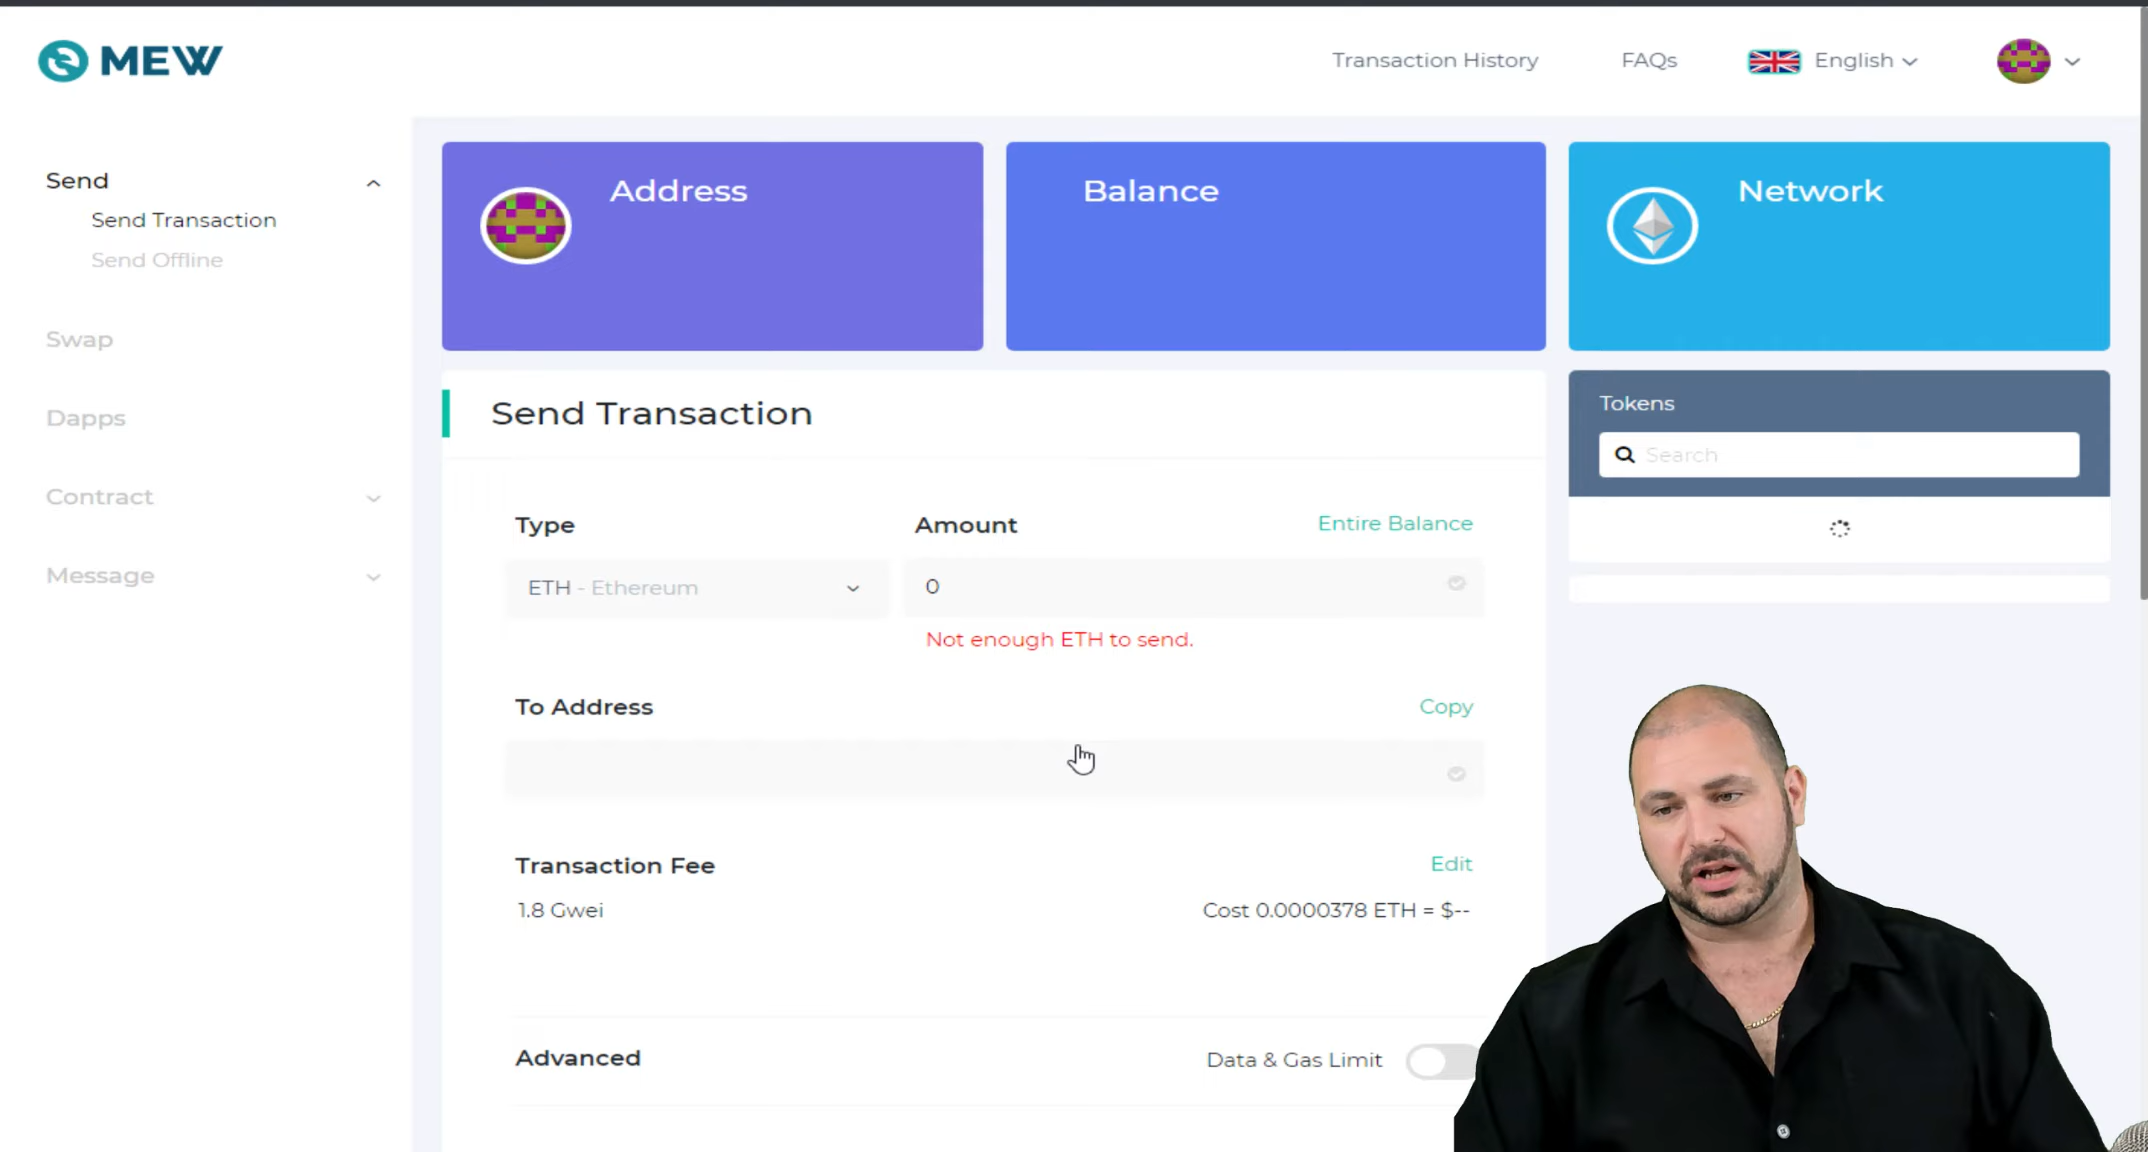 MEW
Transaction History
FAQs
English
Send
Send Transaction
Send Offline
Swap
Dapps
Contract
Message
Address
Balance
Network
Send Transaction
Type
Amount
Entire Balance
ETH - Ethereum
0
Not enough ETH to send.
To Address
Copy
Transaction Fee
Edit
1.8 Gwei
Cost 0.0000378 ETH = $--
Advanced
Data & Gas Limit
Tokens
Search